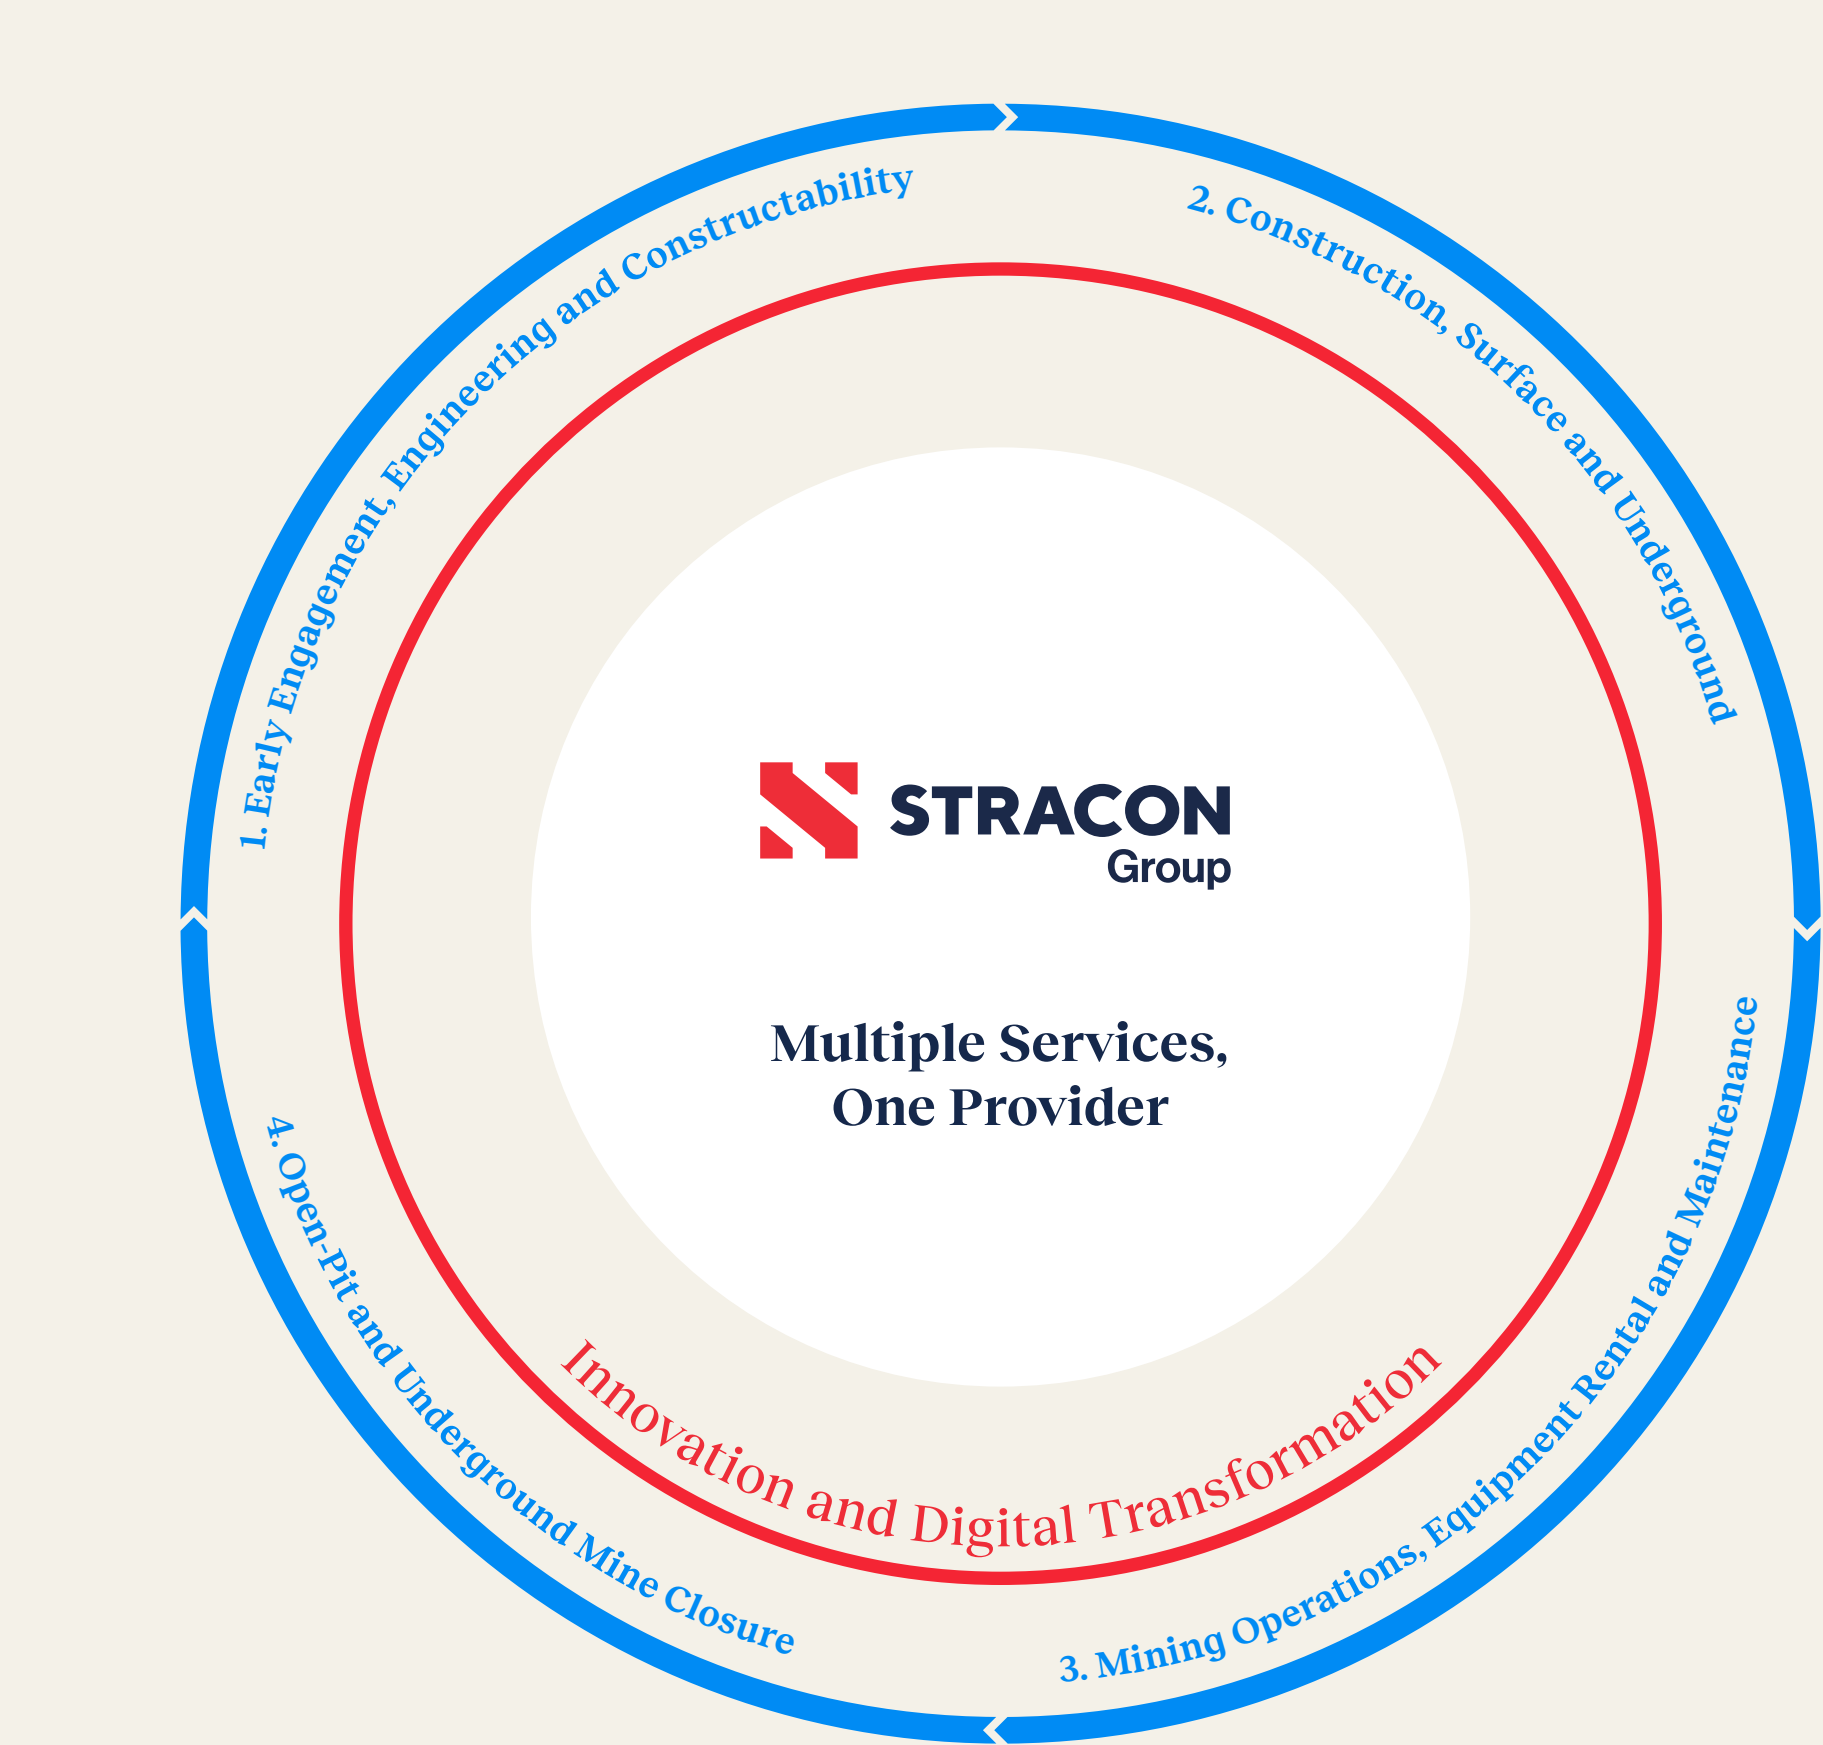 1. Early Engagement, Engineering and Constructability
2. Construction, Surface and Underground
3. Mining Operations, Equipment Rental and Maintenance
4. Open-Pit and Underground Mine Closure
STRACON
Group
Multiple Services,
One Provider
Innovation and Digital Transformation